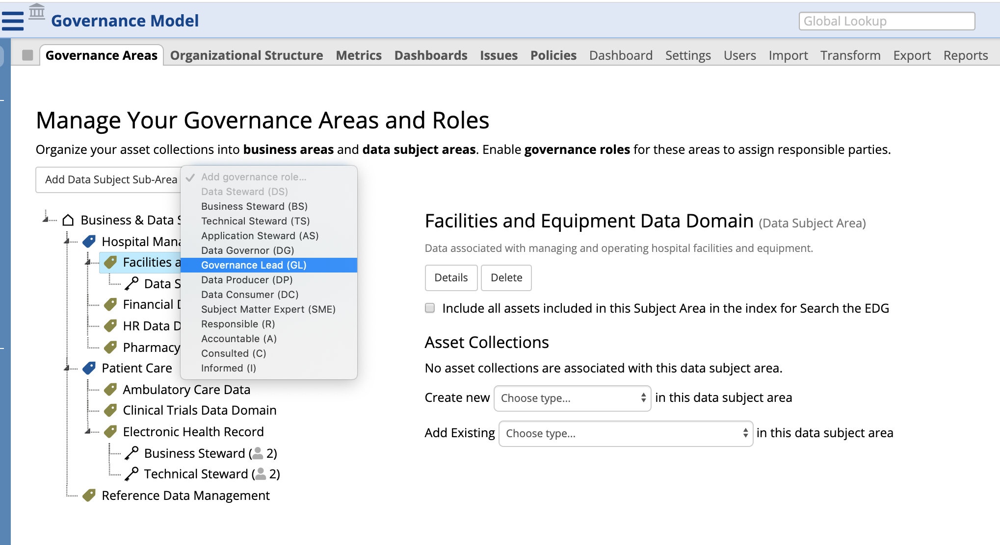 Governance Model
Global Lookup
Governance Areas Organizational Structure Metrics Dashboards Issues Policies Dashboard Settings Users Import Transform Export Reports
Manage Your Governance Areas and Roles
Organize your asset collections into business areas and data subject areas. Enable governance roles for these areas to assign responsible parties.
Add Data Subject Sub-Area
Add governance role...
Data Steward (DS)
Business Steward (BS)
Technical Steward (TS)
Application Steward (AS)
Data Governor (DG)
Governance Lead (GL)
Data Producer (DP)
Data Consumer (DC)
Subject Matter Expert (SME)
Responsible (R)
Accountable (A)
Consulted (C)
Informed (I)
Business & Data S
Hospital Mana
Facilities a
Data S
Financial D
HR Data D
Pharmacy
Patient Care
Ambulatory Care Data
Clinical Trials Data Domain
Electronic Health Record
Business Steward (2)
Technical Steward (2)
Reference Data Management
Facilities and Equipment Data Domain (Data Subject Area)
Data associated with managing and operating hospital facilities and equipment.
Details Delete
Include all assets included in this Subject Area in the index for Search the EDG
Asset Collections
No asset collections are associated with this data subject area.
Create new Choose type... in this data subject area
Add Existing Choose type... in this data subject area